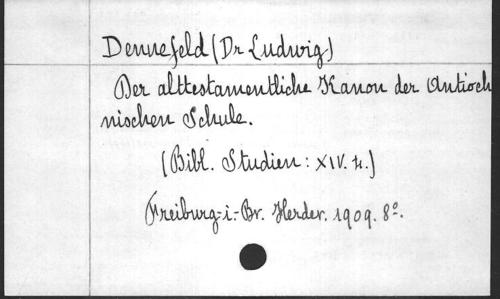 Dennefeld (Dr Ludwig)
Der alttestamentliche Kanon der Antioch
nischen Schule.
(Bibl. Studien: XIV. 4.)
Freiburg-i.-Br. Herder. 1909. 8°.